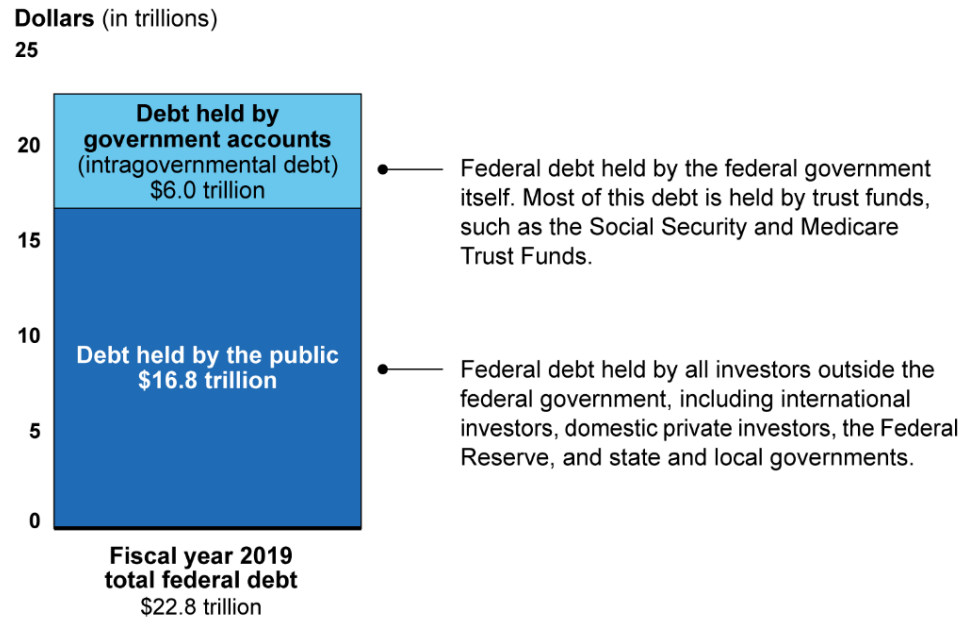 Dollars (in trillions)
25
20
15
10
5
0
Debt held by
government accounts
(intragovernmental debt)
$6.0 trillion
Federal debt held by the federal government
itself. Most of this debt is held by trust funds,
such as the Social Security and Medicare
Trust Funds.
Debt held by the public
$16.8 trillion
Federal debt held by all investors outside the
federal government, including international
investors, domestic private investors, the Federal
Reserve, and state and local governments.
Fiscal year 2019
total federal debt
$22.8 trillion